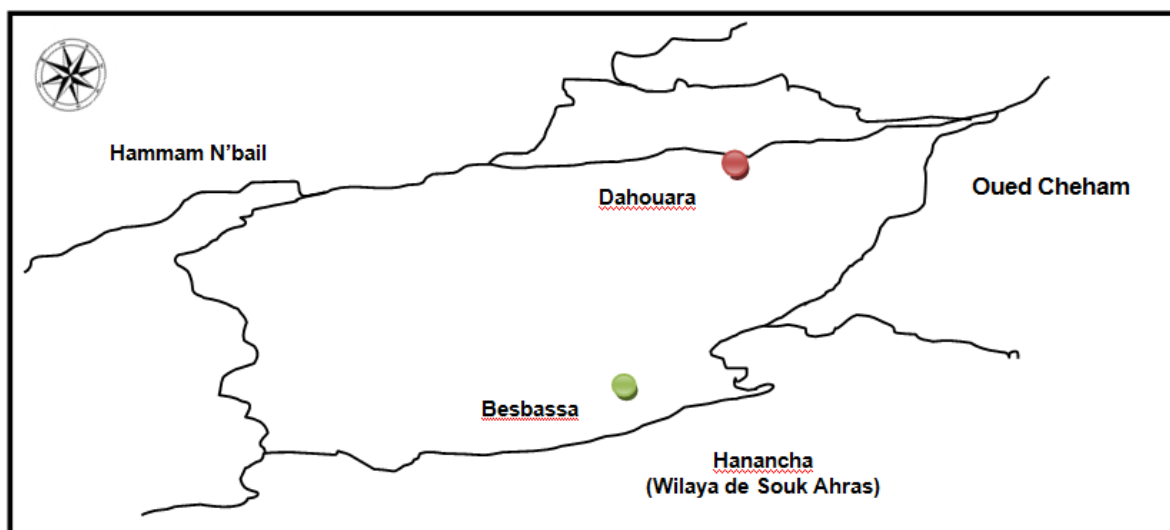 Hammam N'bail
Dahouara
Oued Cheham
Besbassa
Hanancha
(Wilaya de Souk Ahras)